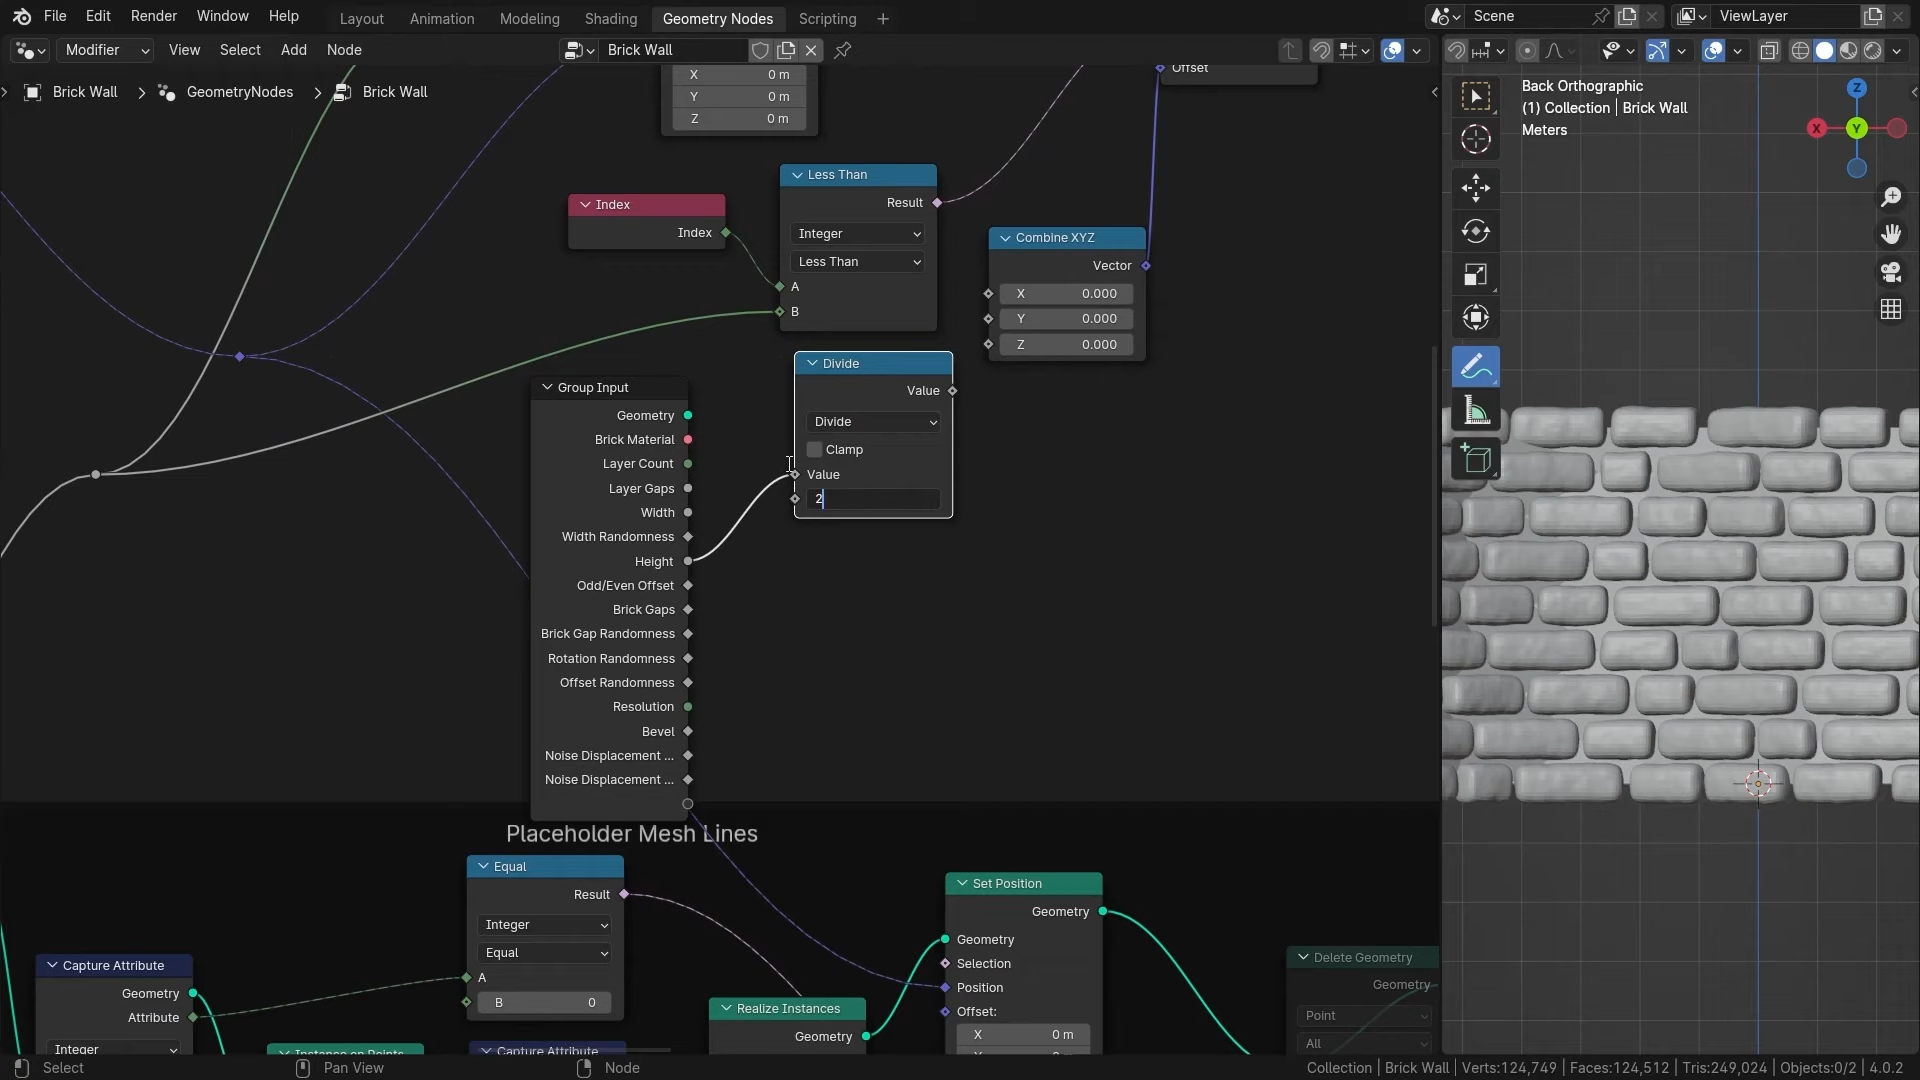 File Edit Render Window Help Layout Animation Modeling Shading Geometry Nodes Scripting Scene ViewLayer
Modifier View Select Add Node Brick Wall
Brick Wall > GeometryNodes > Brick Wall
X 0 m
Y 0 m
Z 0 m
Offset
Less Than
Result
Integer
Less Than
A
B
Index
Index
Combine XYZ
Vector
X 0.000
Y 0.000
Z 0.000
Divide
Value
Divide
Clamp
Value
2
Group Input
Geometry
Brick Material
Layer Count
Layer Gaps
Width
Width Randomness
Height
Odd/Even Offset
Brick Gaps
Brick Gap Randomness
Rotation Randomness
Offset Randomness
Resolution
Bevel
Noise Displacement ...
Noise Displacement ...
Placeholder Mesh Lines
Equal
Result
Integer
Equal
A
B 0
Capture Attribute
Geometry
Attribute
Integer
Instance on Points
Capture Attribute
Realize Instances
Geometry
Set Position
Geometry
Geometry
Selection
Position
Offset:
X 0 m
Delete Geometry
Geometry
Point
All
Back Orthographic
(1) Collection | Brick Wall
Meters
Z
X
Y
Select Pan View Node Collection | Brick Wall | Verts:124,749 | Faces:124,512 | Tris:249,024 | Objects:0/2 | 4.0.2